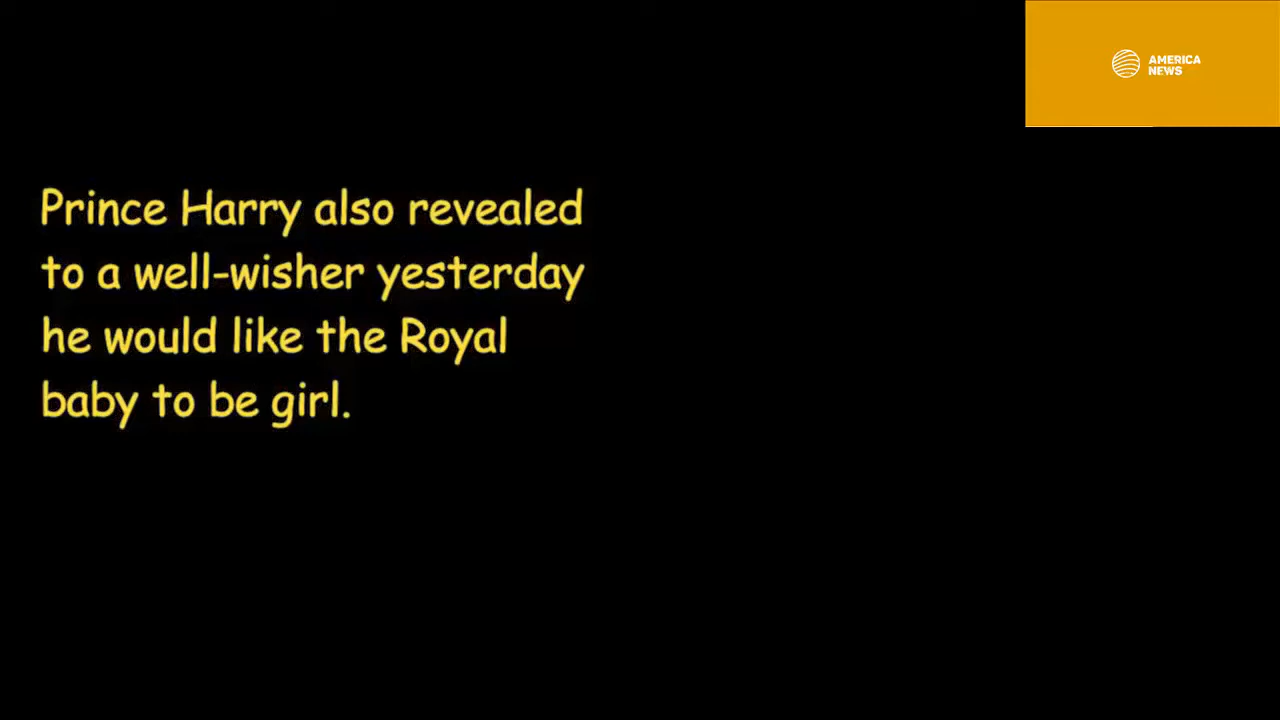 AMERICA
NEWS
Prince Harry also revealed
to a well-wisher yesterday
he would like the Royal
baby to be girl.